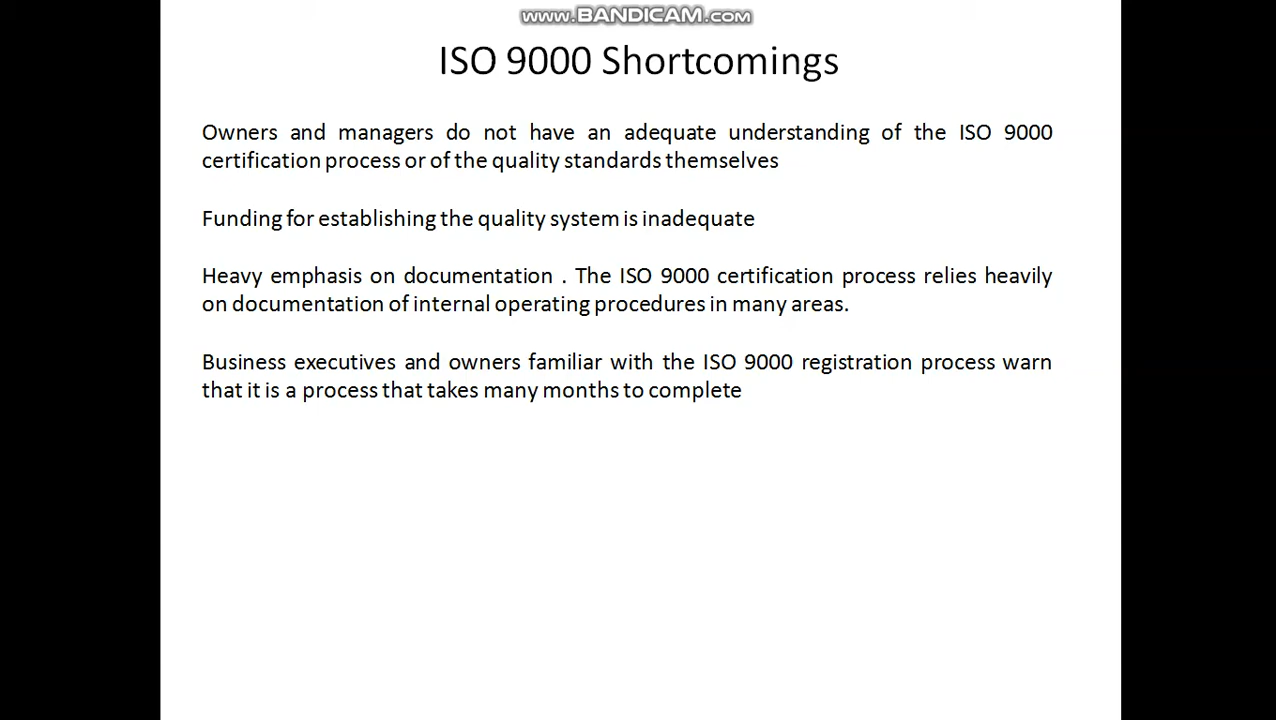 www.BANDICAM.com
ISO 9000 Shortcomings
Owners and managers do not have an adequate understanding of the ISO 9000
certification process or of the quality standards themselves
Funding for establishing the quality system is inadequate
Heavy emphasis on documentation . The ISO 9000 certification process relies heavily
on documentation of internal operating procedures in many areas.
Business executives and owners familiar with the ISO 9000 registration process warn
that it is a process that takes many months to complete